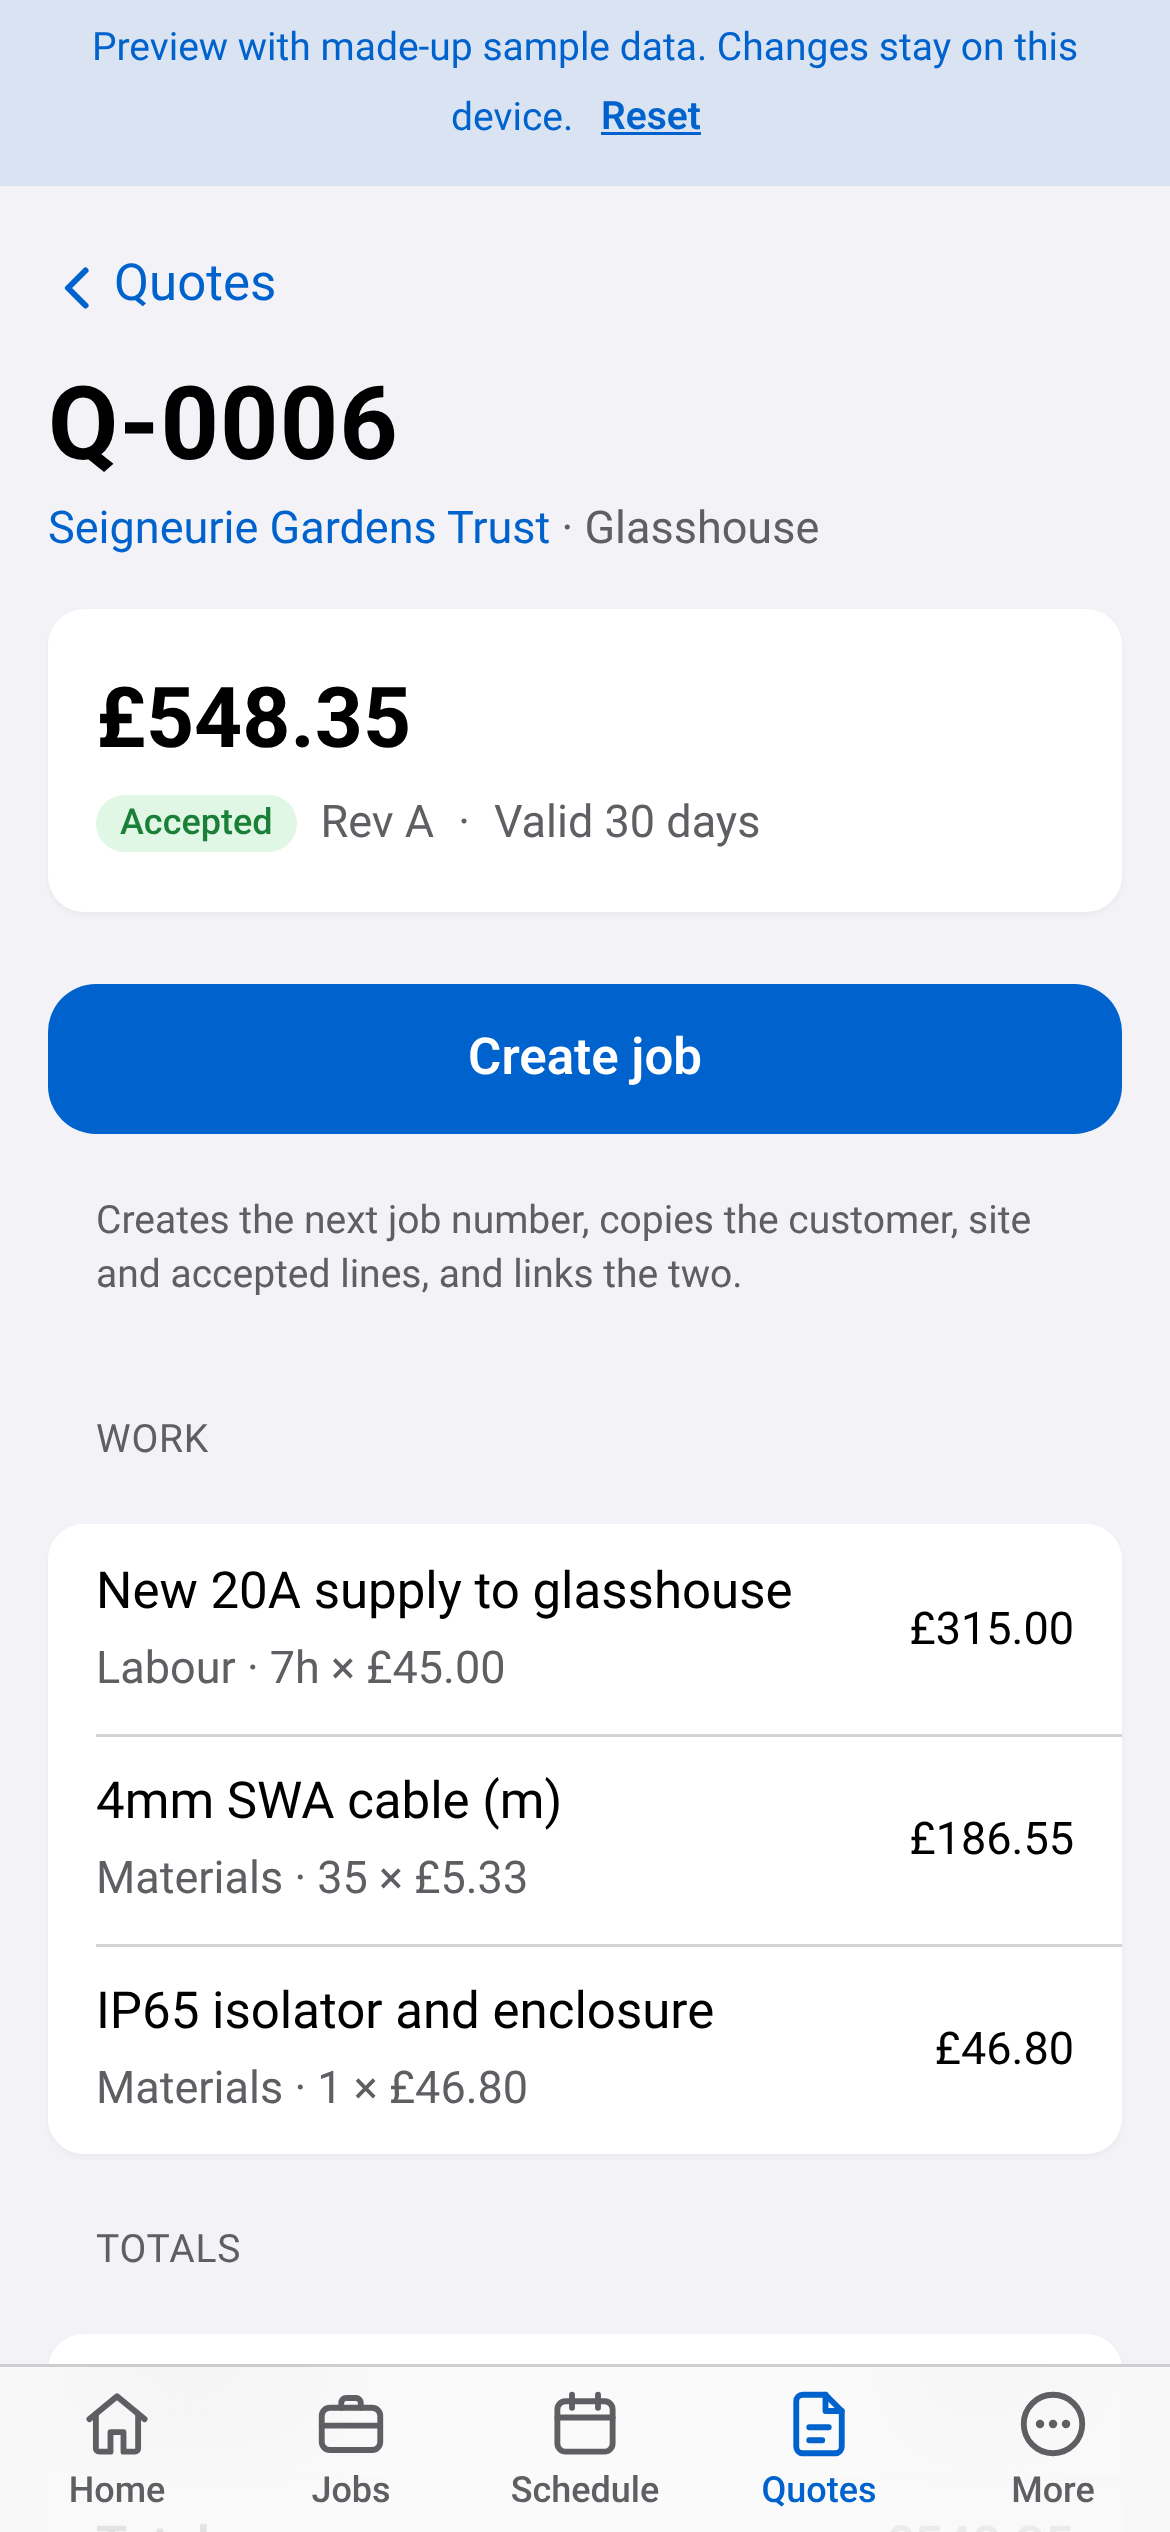 Preview with made-up sample data. Changes stay on this
device. Reset
Quotes
Q-0006
Seigneurie Gardens Trust · Glasshouse
£548.35
Accepted Rev A · Valid 30 days
Create job
Creates the next job number, copies the customer, site
and accepted lines, and links the two.
WORK
New 20A supply to glasshouse
£315.00
Labour · 7h × £45.00
4mm SWA cable (m)
£186.55
Materials · 35 × £5.33
IP65 isolator and enclosure
£46.80
Materials · 1 × £46.80
TOTALS
Home Jobs Schedule Quotes More